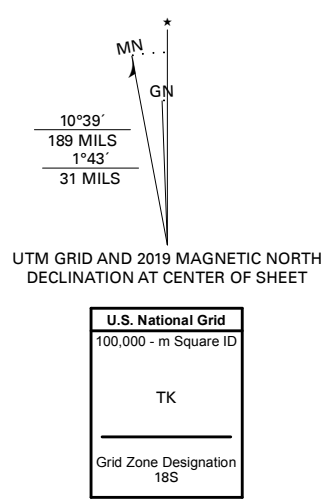 MN
GN
10°39´
189 MILS
1°43´
31 MILS
UTM GRID AND 2019 MAGNETIC NORTH
DECLINATION AT CENTER OF SHEET
U.S. National Grid
100,000 - m Square ID
TK
Grid Zone Designation
18S